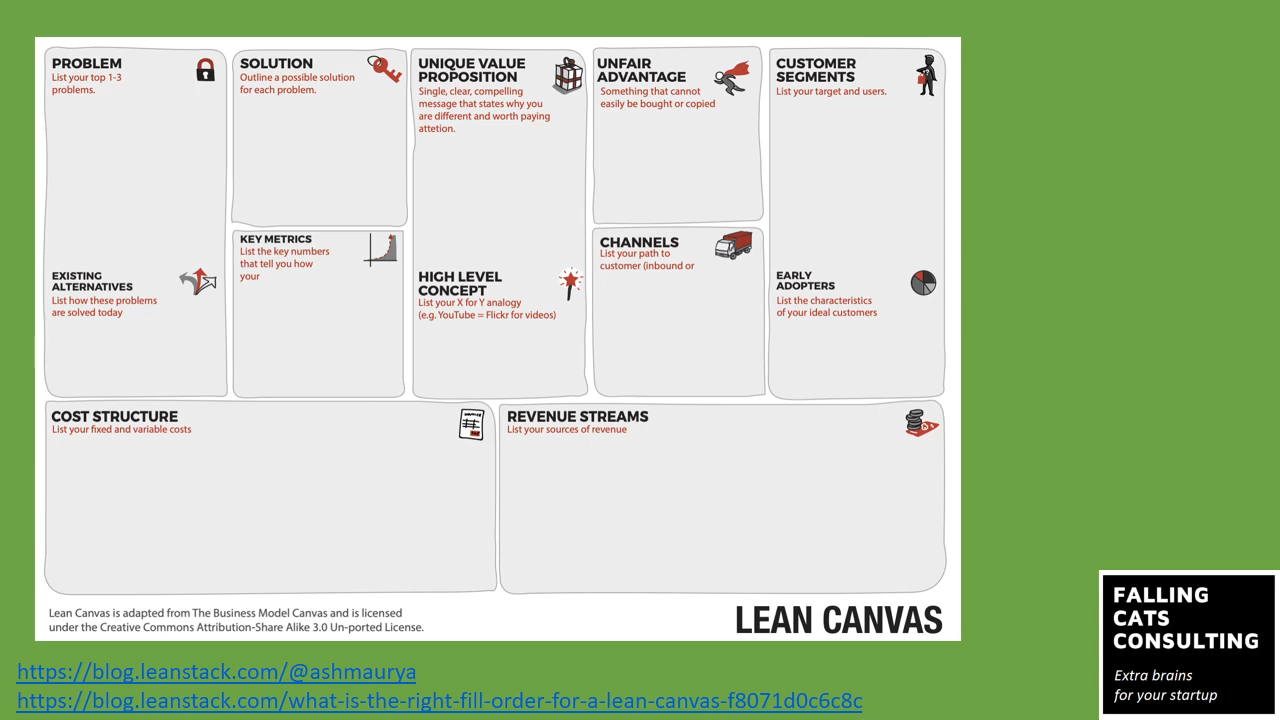 PROBLEM
List your top 1-3
problems.
EXISTING
ALTERNATIVES
List how these problems
are solved today
SOLUTION
Outline a possible solution
for each problem.
KEY METRICS
List the key numbers
that tell you how
your
UNIQUE VALUE
PROPOSITION
Single, clear, compelling
message that states why you
are different and worth paying
attetion.
HIGH LEVEL
CONCEPT
List your X for Y analogy
(e.g. YouTube = Flickr for videos)
UNFAIR
ADVANTAGE
Something that cannot
easily be bought or copied
CHANNELS
List your path to
customer (inbound or
CUSTOMER
SEGMENTS
List your target and users.
EARLY
ADOPTERS
List the characteristics
of your ideal customers
COST STRUCTURE
List your fixed and variable costs
REVENUE STREAMS
List your sources of revenue
Lean Canvas is adapted from The Business Model Canvas and is licensed
under the Creative Commons Attribution-Share Alike 3.0 Un-ported License.
LEAN CANVAS
https://blog.leanstack.com/@ashmaurya
https://blog.leanstack.com/what-is-the-right-fill-order-for-a-lean-canvas-f8071d0c6c8c
FALLING
CATS
CONSULTING
Extra brains
for your startup